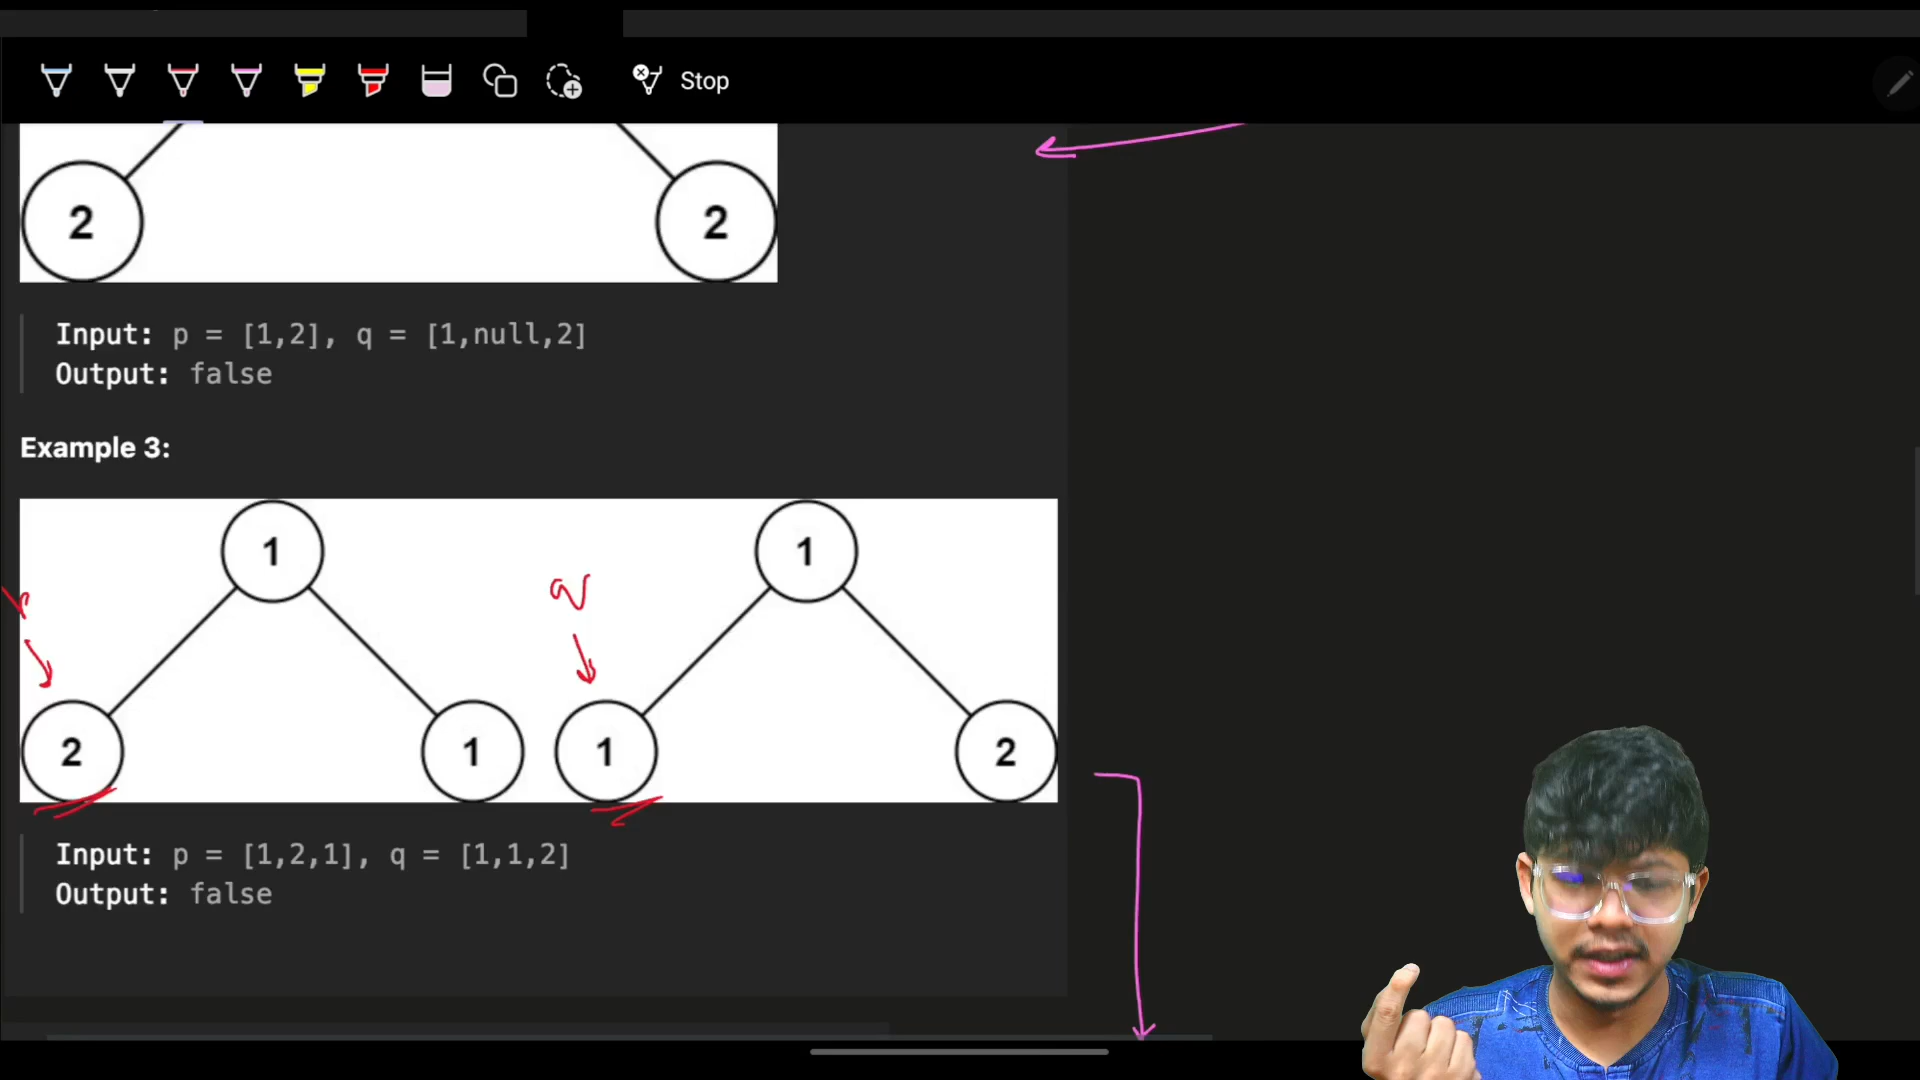 Stop
2 2
Input: p = [1,2], q = [1,null,2]
Output: false
Example 3:
1 1
q
2 1 1 2
Input: p = [1,2,1], q = [1,1,2]
Output: false